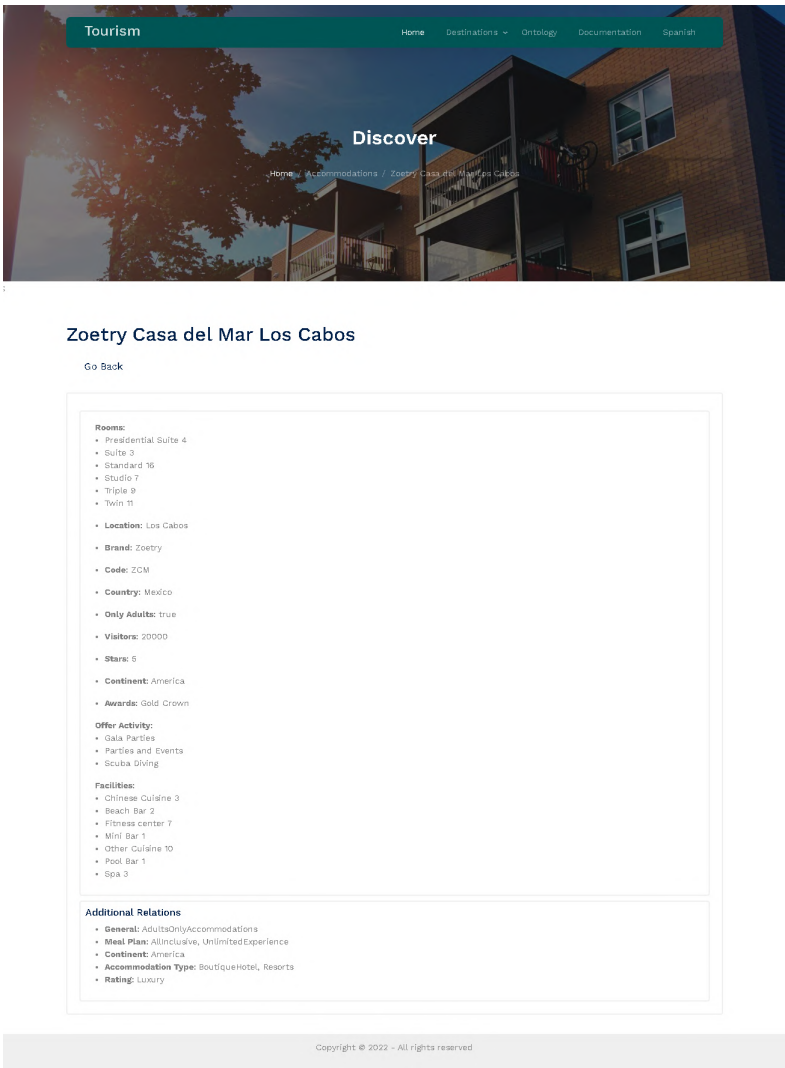 Tourism
Home Destinations Ontology Documentation Spanish
Discover
Home / Accommodations / Zoetry Casa del Mar Los Cabos
;
Zoetry Casa del Mar Los Cabos
Go Back
Rooms:
• Presidential Suite 4
• Suite 3
• Standard 16
• Studio 7
• Triple 9
• Twin 11
• Location: Los Cabos
• Brand: Zoetry
• Code: ZCM
• Country: Mexico
• Only Adults: true
• Visitors: 20000
• Stars: 5
• Continent: America
• Awards: Gold Crown
Offer Activity:
• Gala Parties
• Parties and Events
• Scuba Diving
Facilities:
• Chinese Cuisine 3
• Beach Bar 2
• Fitness center 7
• Mini Bar 1
• Other Cuisine 10
• Pool Bar 1
• Spa 3
Additional Relations
• General: AdultsOnlyAccommodations
• Meal Plan: AllInclusive, UnlimitedExperience
• Continent: America
• Accommodation Type: BoutiqueHotel, Resorts
• Rating: Luxury
Copyright @ 2022 - All rights reserved